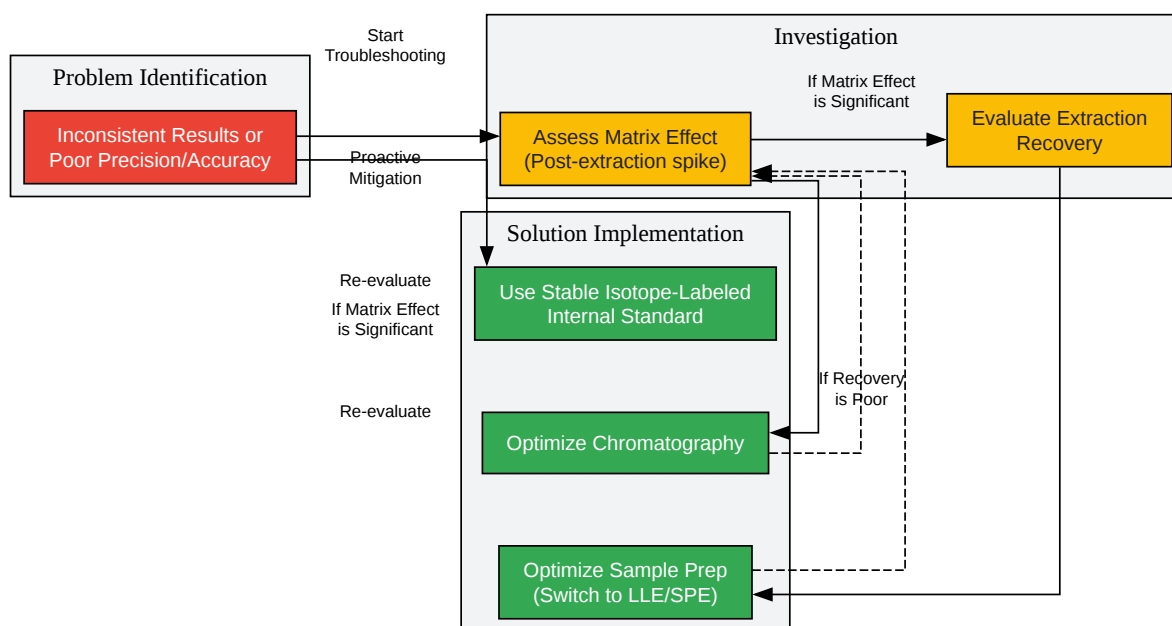 Start
Troubleshooting
Investigation
Problem Identification
If Matrix Effect
is Significant
Inconsistent Results or
Poor Precision/Accuracy
Assess Matrix Effect
(Post-extraction spike)
Evaluate Extraction
Recovery
Proactive
Mitigation
Solution Implementation
Re-evaluate
If Matrix Effect
is Significant
Use Stable Isotope-Labeled
Internal Standard
If Recovery
is Poor
Re-evaluate
Optimize Chromatography
Optimize Sample Prep
(Switch to LLE/SPE)